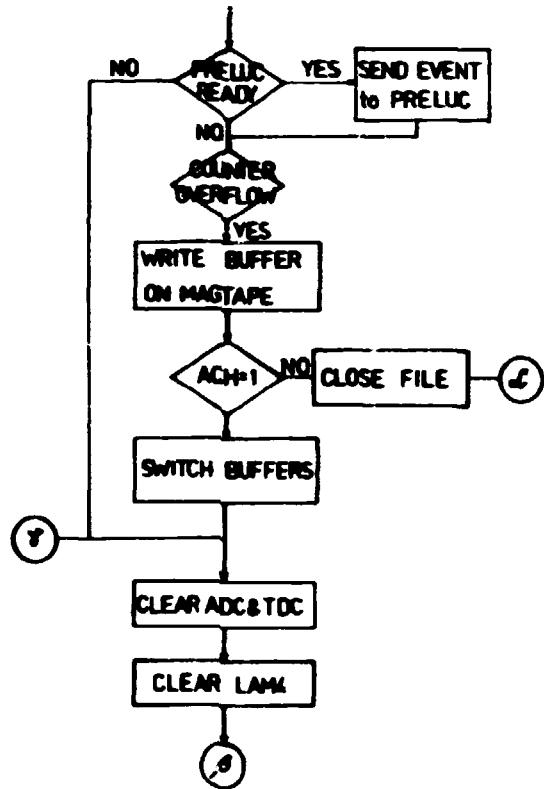 NO
PRELUC
READY
YES
SEND EVENT
to PRELUC
NO
COUNTER
OVERFLOW
YES
WRITE BUFFER
ON MAGTAPE
ACH=1
NO
CLOSE FILE
SWITCH BUFFERS
γ
CLEAR ADC&TDC
CLEAR LAM4
β